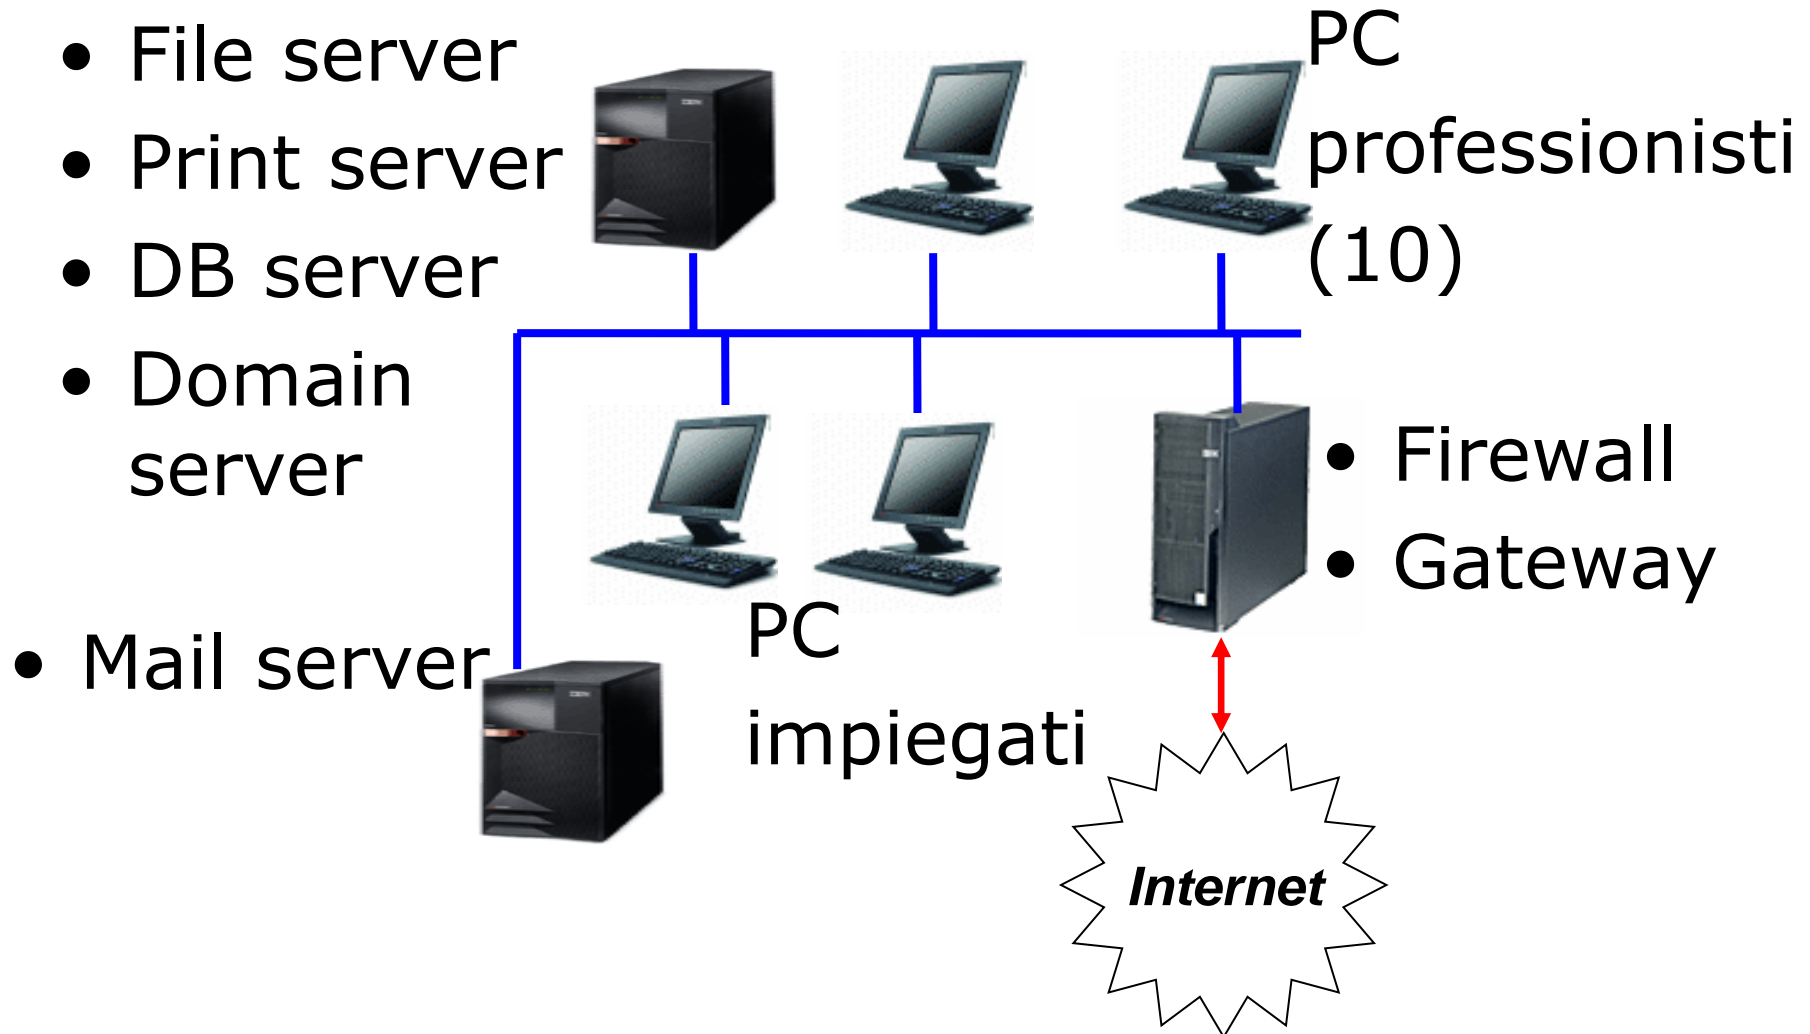 • File server
• Print server
• DB server
• Domain
server
• Mail server
PC
professionisti
(10)
• Firewall
• Gateway
PC
impiegati
Internet